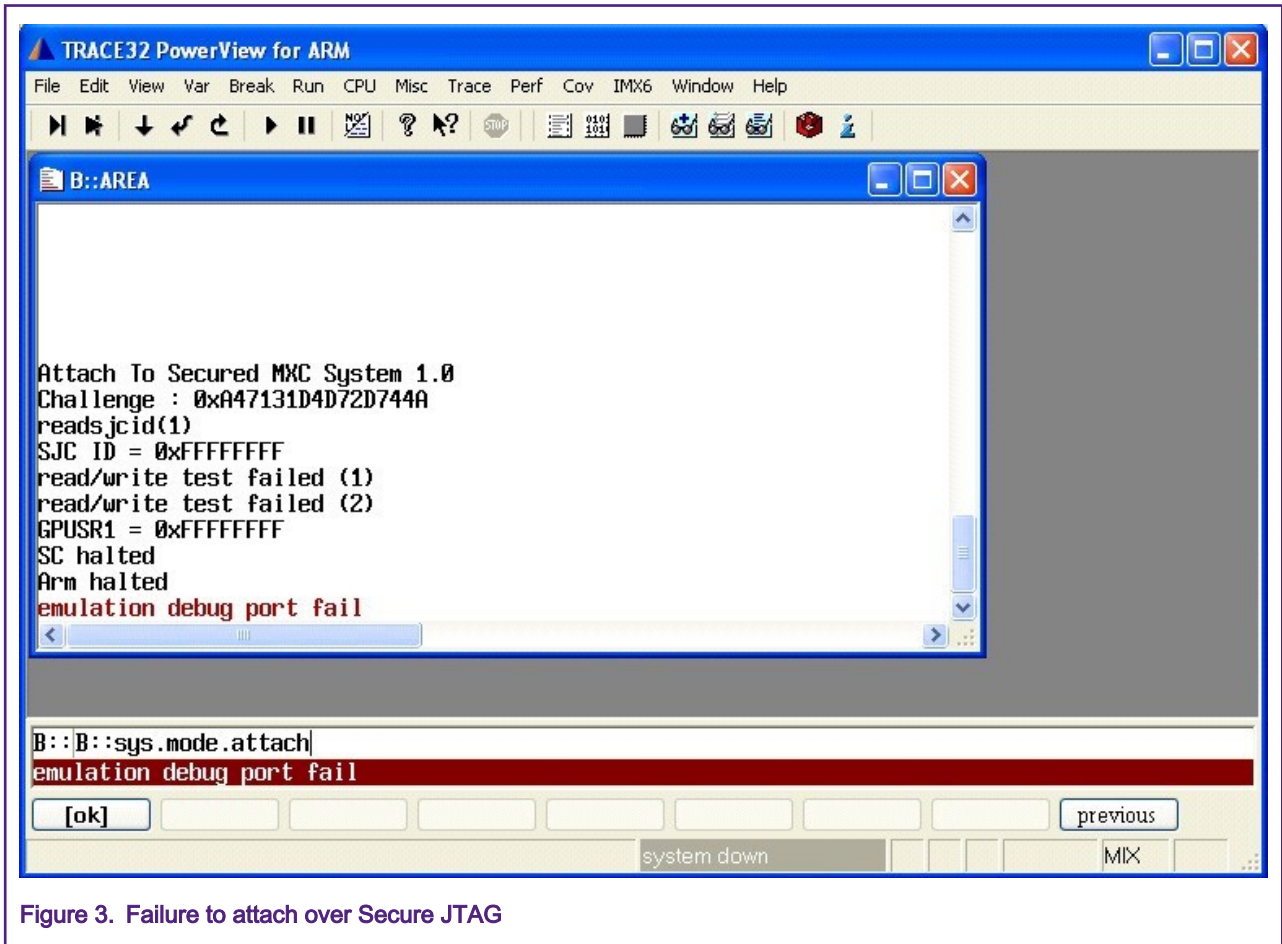 TRACE32 PowerView for ARM
File Edit View Var Break Run CPU Misc Trace Perf Cov IMX6 Window Help
STOP
B::AREA
Attach To Secured MXC System 1.0
Challenge : 0xA47131D4D72D744A
readsjcid(1)
SJC ID = 0xFFFFFFFF
read/write test failed (1)
read/write test failed (2)
GPUSR1 = 0xFFFFFFFF
SC halted
Arm halted
emulation debug port fail
B::B::sys.mode.attach
emulation debug port fail
[ok] previous
system down MIX
Figure 3. Failure to attach over Secure JTAG